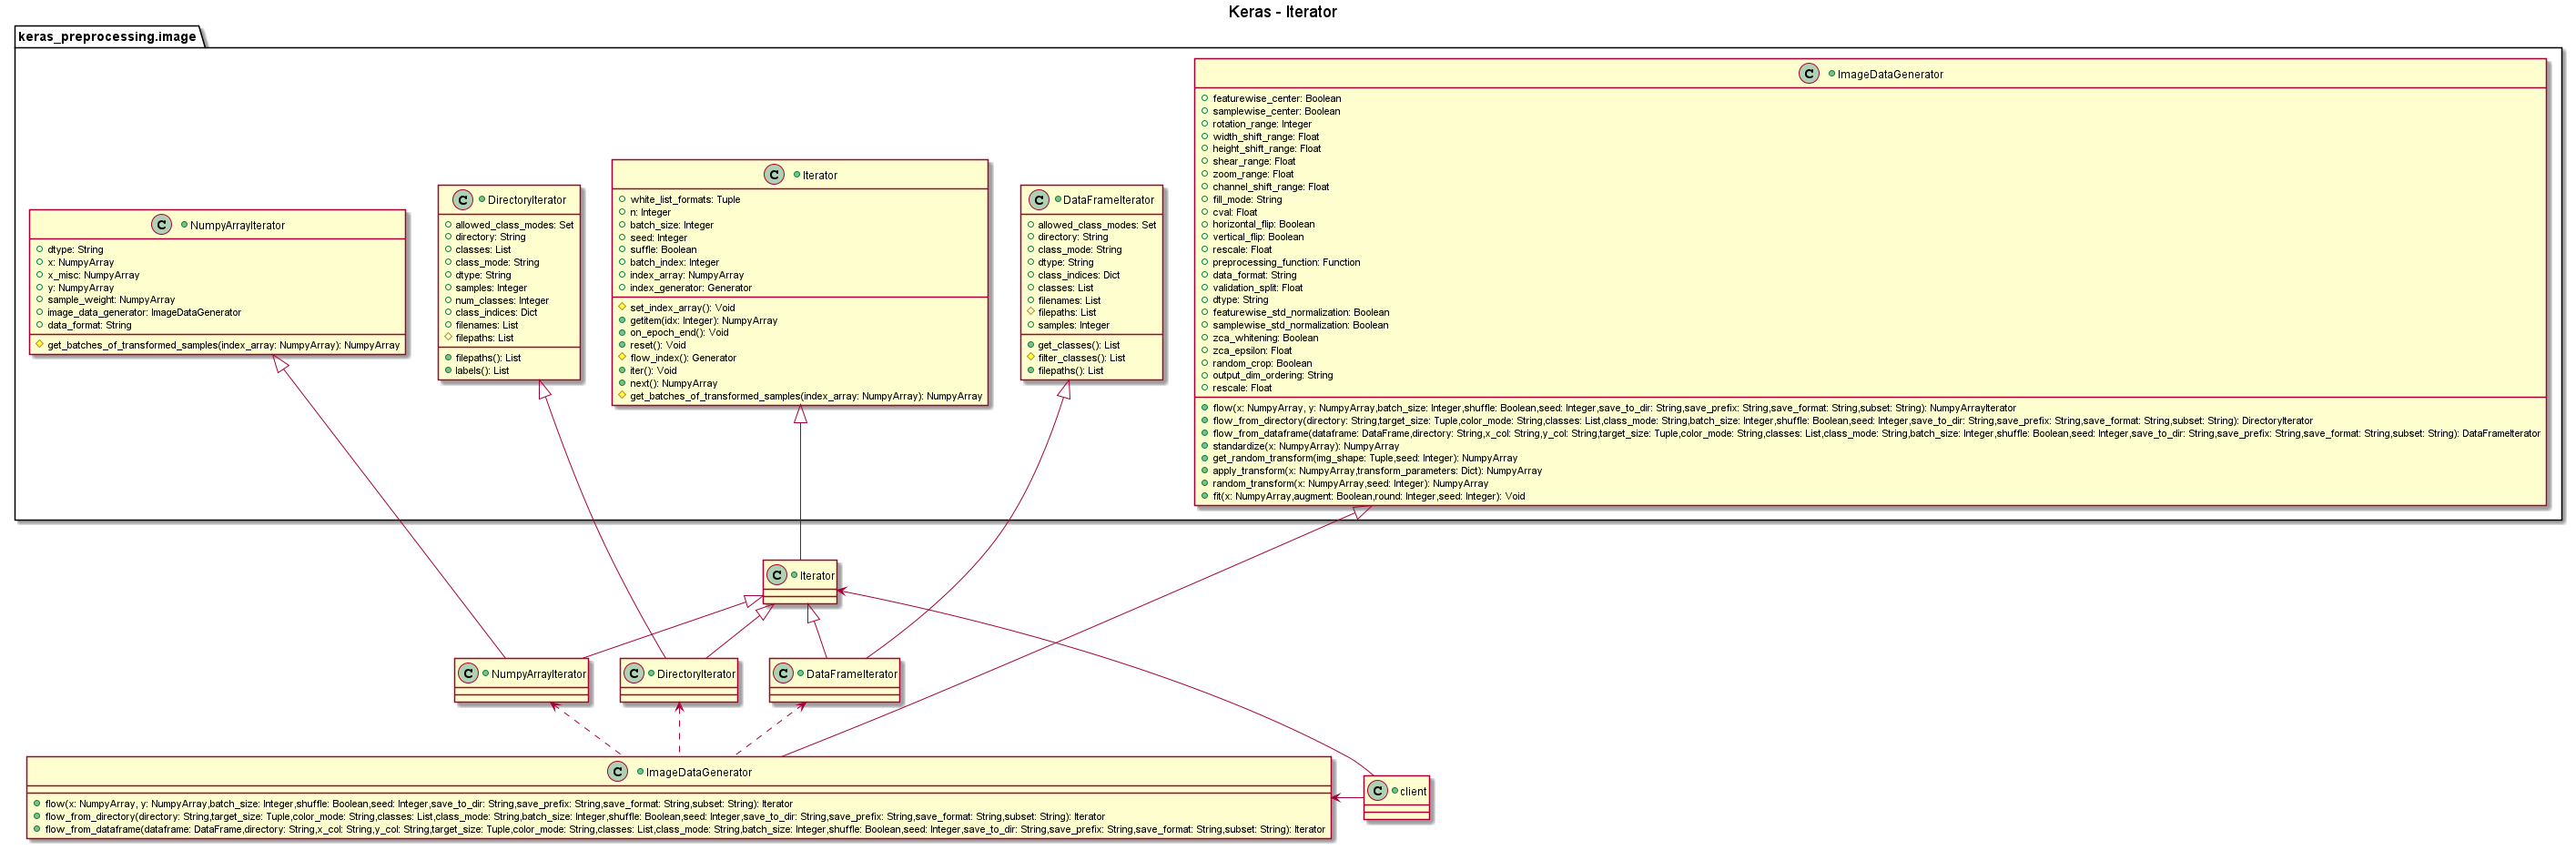 Keras - Iterator
keras_preprocessing.image
C ImageDataGenerator
featurewise_center: Boolean
samplewise_center: Boolean
rotation_range: Integer
width_shift_range: Float
height_shift_range: Float
shear_range: Float
zoom_range: Float
channel_shift_range: Float
fill_mode: String
cval: Float
horizontal_flip: Boolean
vertical_flip: Boolean
rescale: Float
preprocessing_function: Function
data_format: String
validation_split: Float
dtype: String
featurewise_std_normalization: Boolean
samplewise_std_normalization: Boolean
zca_whitening: Boolean
zca_epsilon: Float
random_crop: Boolean
output_dim_ordering: String
rescale: Float
flow(x: NumpyArray, y: NumpyArray,batch_size: Integer,shuffle: Boolean,seed: Integer,save_to_dir: String,save_prefix: String,save_format: String,subset: String): NumpyArrayIterator
flow_from_directory(directory: String,target_size: Tuple,color_mode: String,classes: List,class_mode: String,batch_size: Integer,shuffle: Boolean,seed: Integer,save_to_dir: String,save_prefix: String,save_format: String,subset: String): DirectoryIterator
flow_from_dataframe(dataframe: DataFrame,directory: String,x_col: String,y_col: String,target_size: Tuple,color_mode: String,classes: List,class_mode: String,batch_size: Integer,shuffle: Boolean,seed: Integer,save_to_dir: String,save_prefix: String,save_format: String,subset: String): DataFrameIterator
standardize(x: NumpyArray): NumpyArray
get_random_transform(img_shape: Tuple,seed: Integer): NumpyArray
apply_transform(x: NumpyArray,transform_parameters: Dict): NumpyArray
random_transform(x: NumpyArray,seed: Integer): NumpyArray
fit(x: NumpyArray,augment: Boolean,round: Integer,seed: Integer): Void
C Iterator
white_list_formats: Tuple
n: Integer
batch_size: Integer
seed: Integer
suffle: Boolean
batch_index: Integer
index_array: NumpyArray
index_generator: Generator
set_index_array(): Void
getitem(idx: Integer): NumpyArray
on_epoch_end(): Void
reset(): Void
flow_index(): Generator
iter(): Void
next(): NumpyArray
get_batches_of_transformed_samples(index_array: NumpyArray): NumpyArray
C DirectoryIterator
allowed_class_modes: Set
directory: String
classes: List
class_mode: String
dtype: String
samples: Integer
num_classes: Integer
class_indices: Dict
filenames: List
filepaths: List
filepaths(): List
labels(): List
C DataFrameIterator
allowed_class_modes: Set
directory: String
class_mode: String
dtype: String
class_indices: Dict
classes: List
filenames: List
filepaths: List
samples: Integer
get_classes(): List
filter_classes(): List
filepaths(): List
C NumpyArrayIterator
dtype: String
x: NumpyArray
x_misc: NumpyArray
y: NumpyArray
sample_weight: NumpyArray
image_data_generator: ImageDataGenerator
data_format: String
get_batches_of_transformed_samples(index_array: NumpyArray): NumpyArray
C Iterator
C NumpyArrayIterator
C DirectoryIterator
C DataFrameIterator
C ImageDataGenerator
flow(x: NumpyArray, y: NumpyArray,batch_size: Integer,shuffle: Boolean,seed: Integer,save_to_dir: String,save_prefix: String,save_format: String,subset: String): Iterator
flow_from_directory(directory: String,target_size: Tuple,color_mode: String,classes: List,class_mode: String,batch_size: Integer,shuffle: Boolean,seed: Integer,save_to_dir: String,save_prefix: String,save_format: String,subset: String): Iterator
flow_from_dataframe(dataframe: DataFrame,directory: String,x_col: String,y_col: String,target_size: Tuple,color_mode: String,classes: List,class_mode: String,batch_size: Integer,shuffle: Boolean,seed: Integer,save_to_dir: String,save_prefix: String,save_format: String,subset: String): Iterator
C client